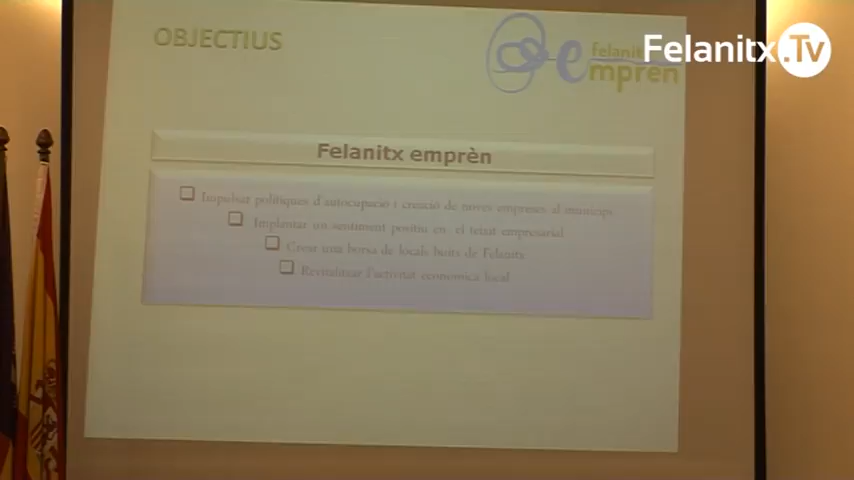 OBJECTIUS
felanitx
emprèn
Felanitx.Tv
Felanitx emprèn
Impulsar polítiques d'autocupació i creació de noves empreses al municipi
Implantar un sentiment positiu en el teixit empresarial
Crear una borsa de locals buits de Felanitx
Revitalitzar l'activitat econòmica local